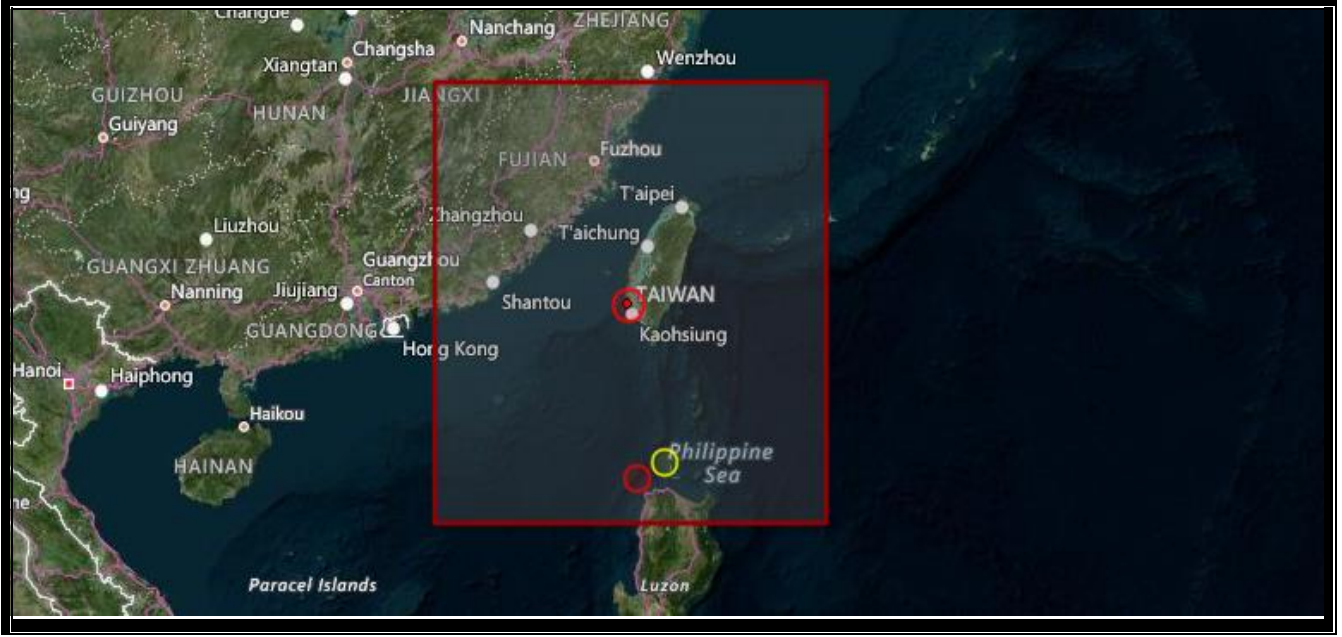 Changde
Nanchang
ZHEJIANG
Changsha
Wenzhou
Xiangtan
GUIZHOU
JIANGXI
HUNAN
Guiyang
Fuzhou
FUJIAN
T'aipei
Zhangzhou
Liuzhou
T'aichung
Guangzhou
GUANGXI ZHUANG
Canton
Nanning
Jiujiang
TAIWAN
Shantou
GUANGDONG
Kaohsiung
Hong Kong
Hanoi
Haiphong
Haikou
Philippine
Sea
HAINAN
Paracel Islands
Luzon